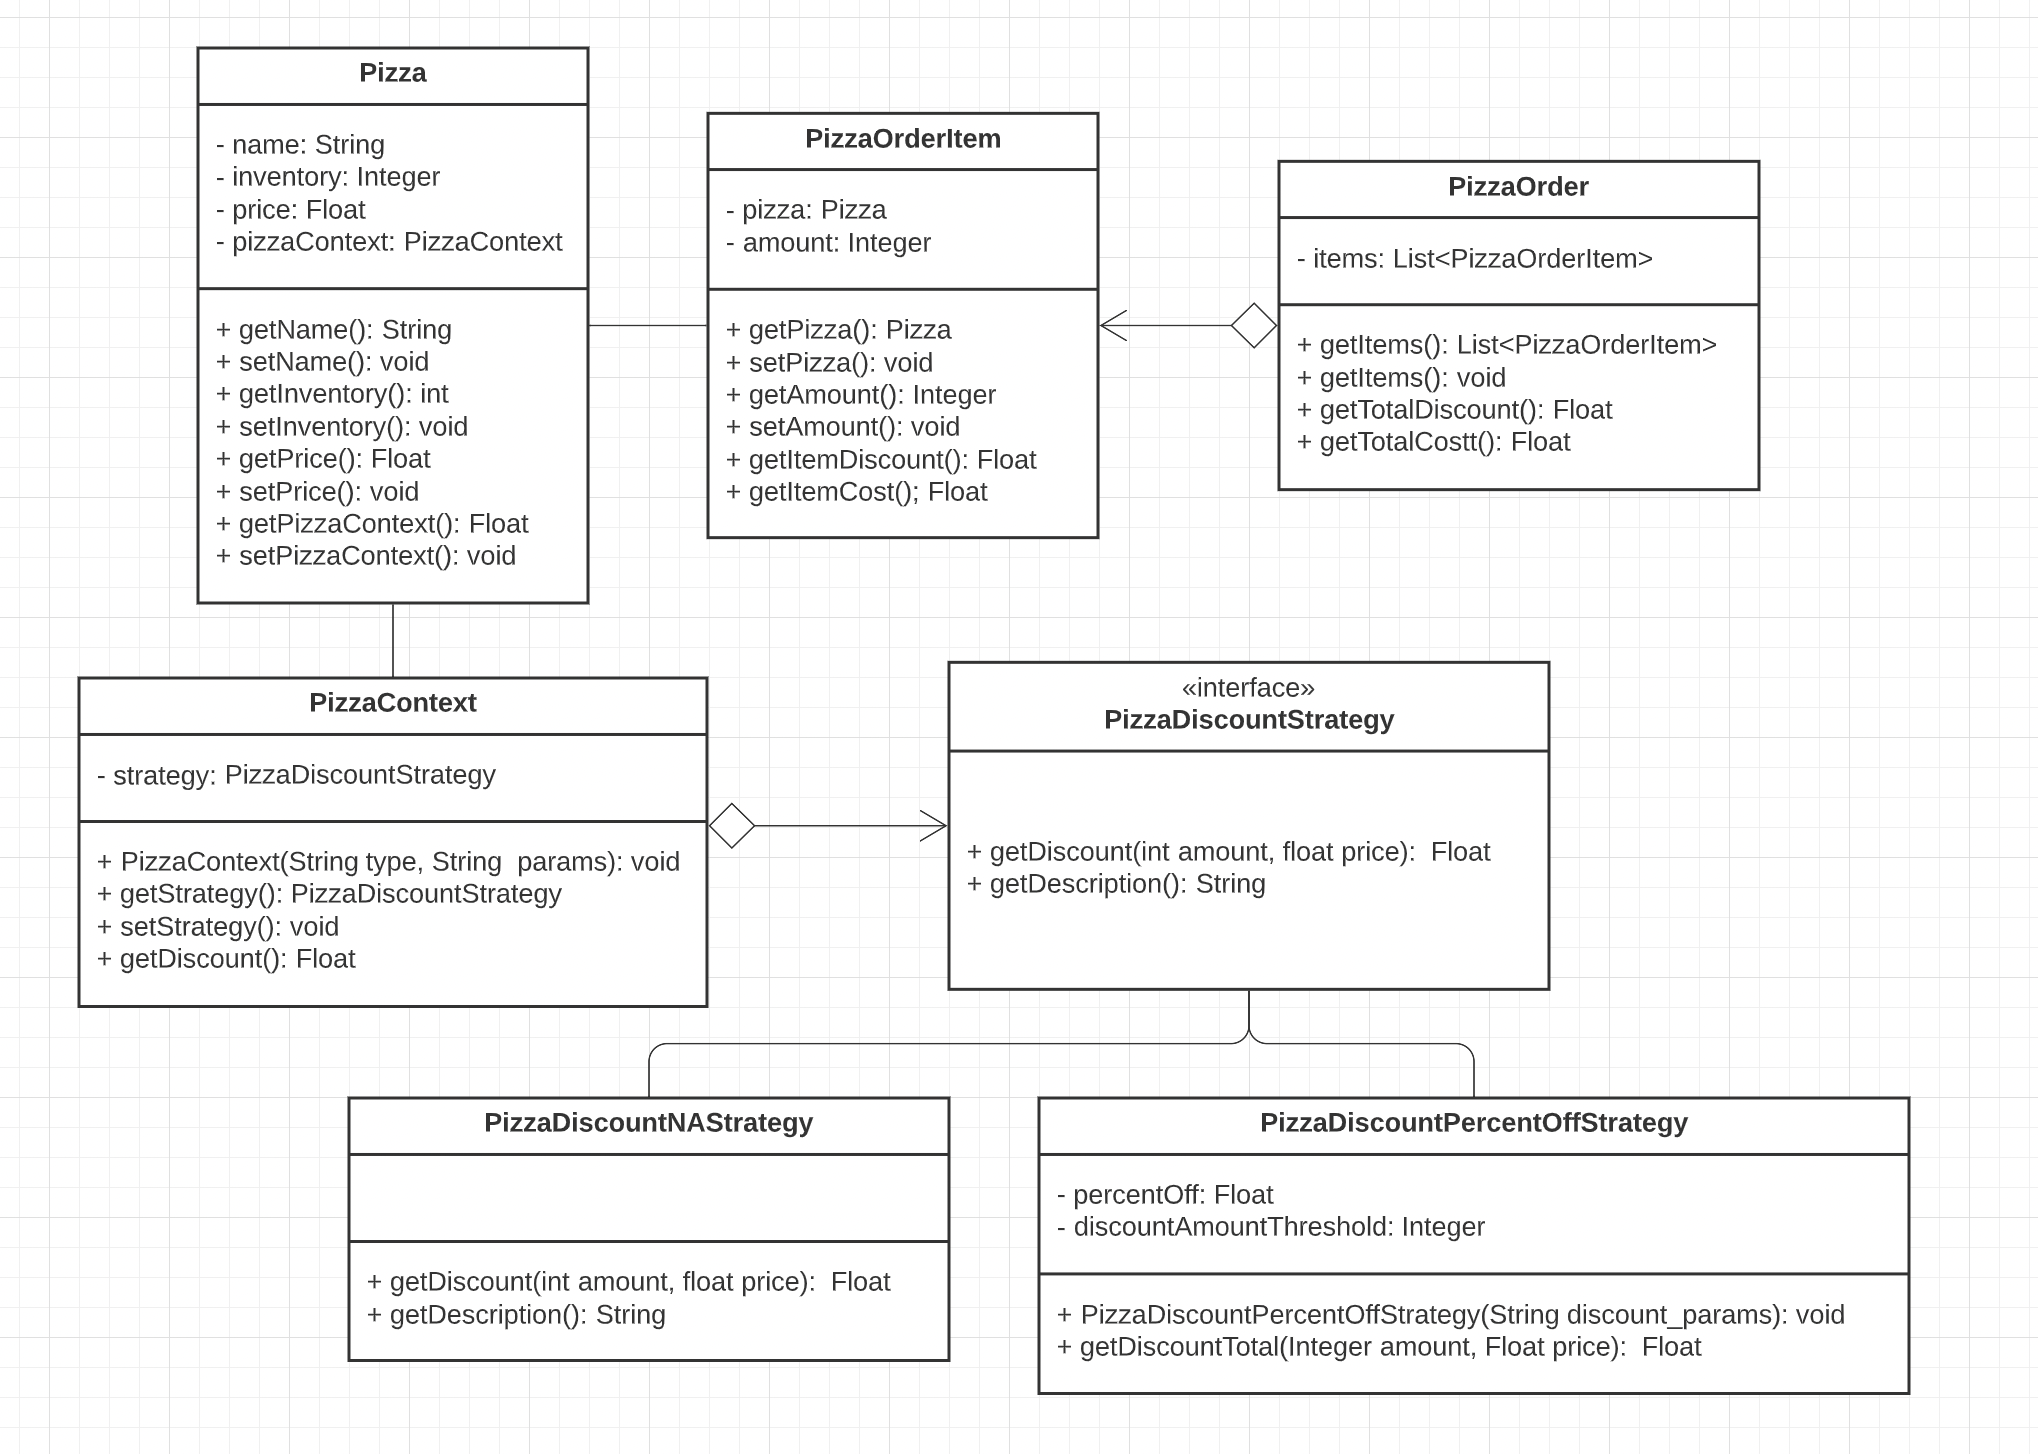 Pizza
- name: String
- inventory: Integer
- price: Float
- pizzaContext: PizzaContext
+ getName(): String
+ setName(): void
+ getInventory(): int
+ setInventory(): void
+ getPrice(): Float
+ setPrice(): void
+ getPizzaContext(): Float
+ setPizzaContext(): void
PizzaOrderItem
- pizza: Pizza
- amount: Integer
+ getPizza(): Pizza
+ setPizza(): void
+ getAmount(): Integer
+ setAmount(): void
+ getItemDiscount(): Float
+ getItemCost(); Float
PizzaOrder
- items: List<PizzaOrderItem>
+ getItems(): List<PizzaOrderItem>
+ getItems(): void
+ getTotalDiscount(): Float
+ getTotalCostt(): Float
PizzaContext
- strategy: PizzaDiscountStrategy
+ PizzaContext(String type, String  params): void
+ getStrategy(): PizzaDiscountStrategy
+ setStrategy(): void
+ getDiscount(): Float
«interface»
PizzaDiscountStrategy
+ getDiscount(int amount, float price):  Float
+ getDescription(): String
PizzaDiscountNAStrategy
+ getDiscount(int amount, float price):  Float
+ getDescription(): String
PizzaDiscountPercentOffStrategy
- percentOff: Float
- discountAmountThreshold: Integer
+ PizzaDiscountPercentOffStrategy(String discount_params): void
+ getDiscountTotal(Integer amount, Float price):  Float